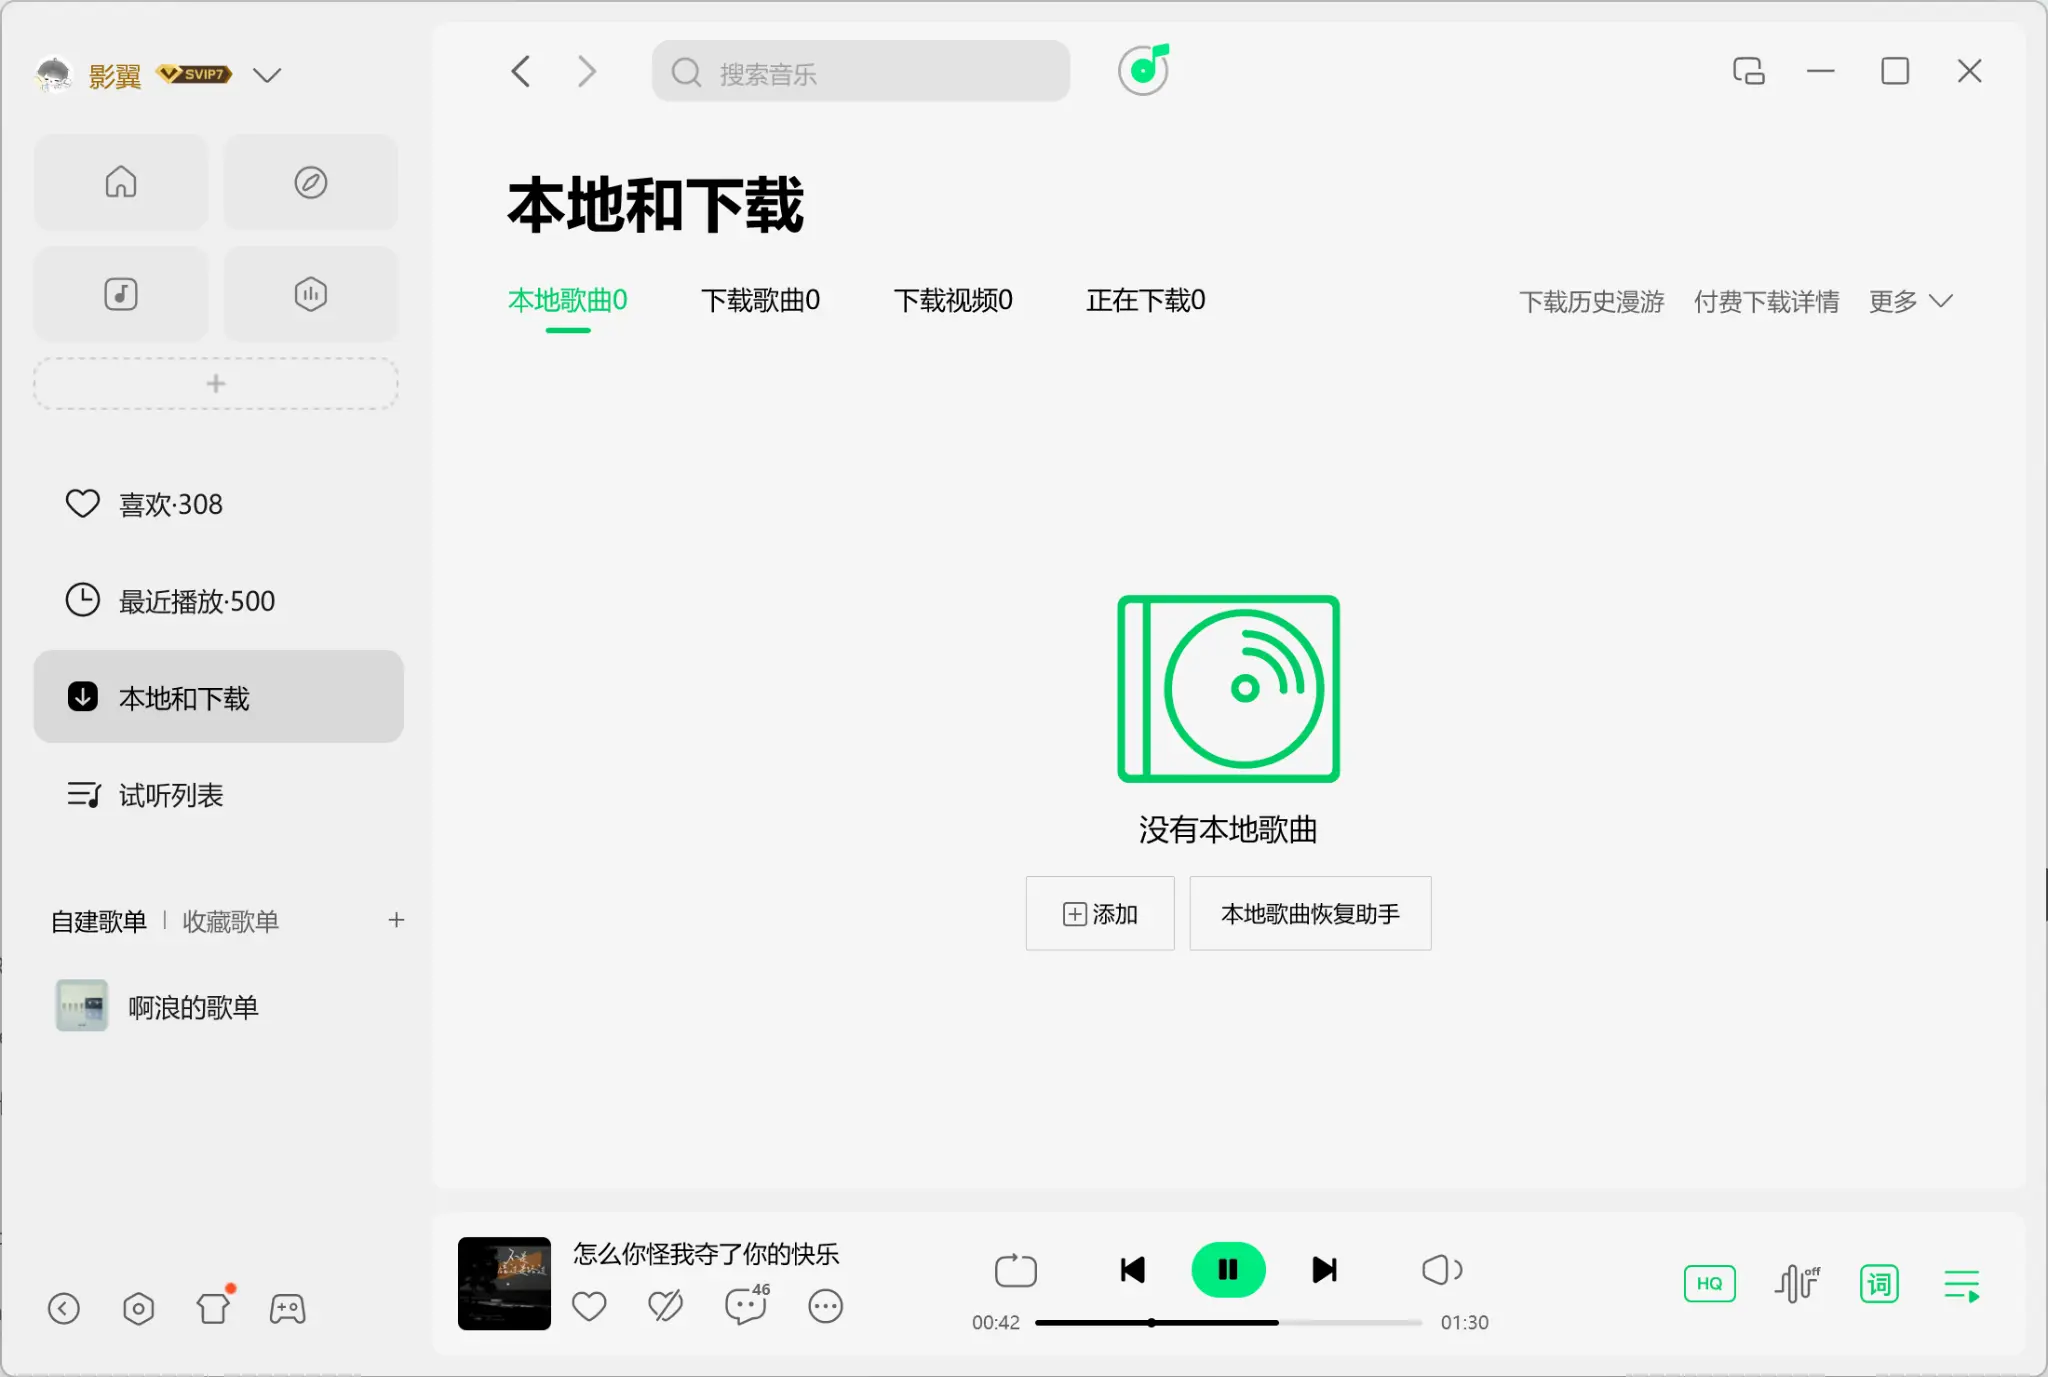 影翼 SVIP7
搜索音乐
本地和下载
本地歌曲0 下载歌曲0 下载视频0 正在下载0 下载历史漫游 付费下载详情 更多
喜欢·308
最近播放·500
本地和下载
试听列表
自建歌单 收藏歌单
啊浪的歌单
没有本地歌曲
添加 本地歌曲恢复助手
怎么你怪我夺了你的快乐
46
00:42 01:30
HQ off 词